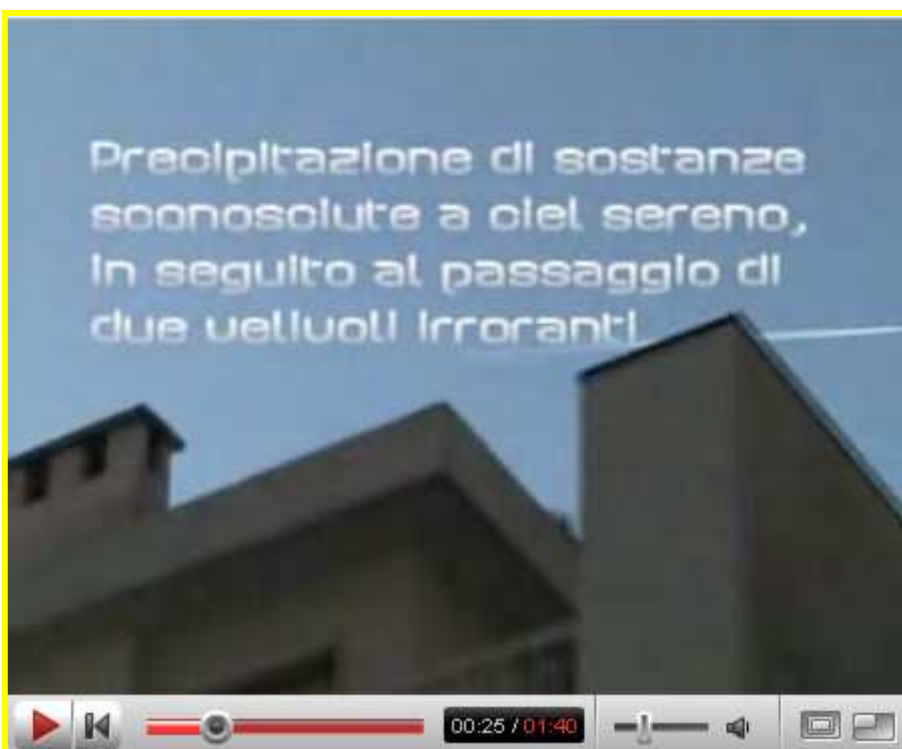 Precipitazione di sostanze
sconosciute a ciel sereno,
in seguito al passaggio di
due velivoli irroranti
00:25 / 01:40